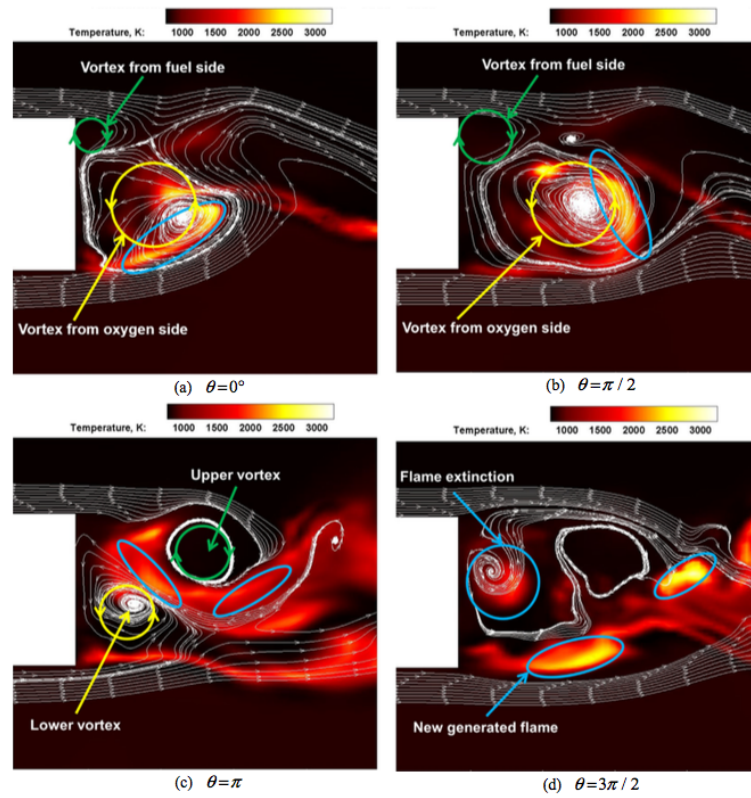 Temperature, K: 1000 1500 2000 2500 3000
Vortex from fuel side
Vortex from oxygen side
(a) θ=0°
Temperature, K: 1000 1500 2000 2500 3000
Vortex from fuel side
Vortex from oxygen side
(b) θ=π / 2
Temperature, K: 1000 1500 2000 2500 3000
Upper vortex
Lower vortex
(c) θ=π
Temperature, K: 1000 1500 2000 2500 3000
Flame extinction
New generated flame
(d) θ=3π / 2